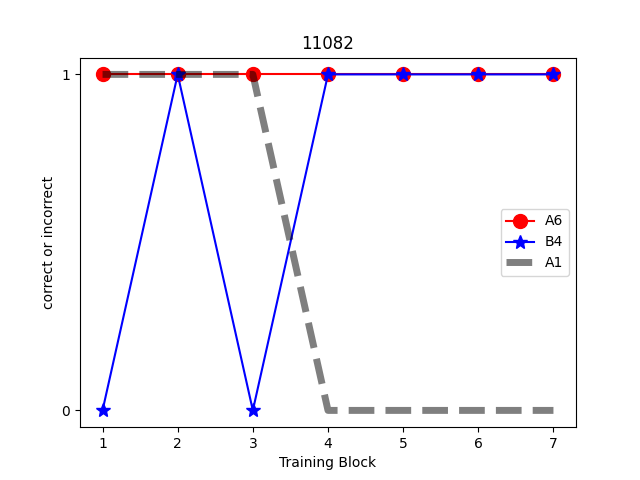 11082
1
0
correct or incorrect
A6
B4
A1
1 2 3 4 5 6 7
Training Block